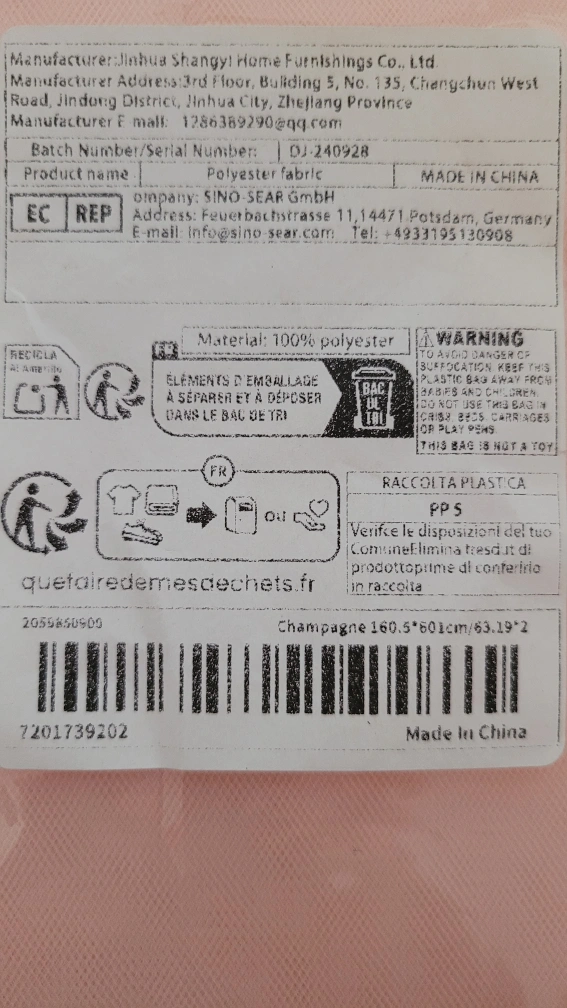 Manufacturer:Jinhua Shangyi Home Furnishings Co., Ltd.
Manufacturer Address:3rd Floor, Building 5, No. 135, Changchun West
Road, Jindong District, Jinhua City, Zhejiang Province
Manufacturer E-mail: 1286389290@qq.com
Batch Number/Serial Number: DJ-240928
Product name Polyester fabric MADE IN CHINA
EC REP
ompany: SINO-SEAR GmbH
Address: Feuerbachstrasse 11,14471 Potsdam, Germany
E-mail: info@sino-sear.com Tel: +4933195130908
Material: 100% polyester
RECICLA
FR
ÉLÉMENTS D'EMBALLAGE
À SÉPARER ET À DÉPOSER
DANS LE BAC DE TRI
BAC
DE
TRI
WARNING
TO AVOID DANGER OF
SUFFOCATION KEEP THIS
PLASTIC BAG AWAY FROM
BABIES AND CHILDREN.
DO NOT USE THIS BAG IN
CRIBS. BEDS. CARRIAGES
OR PLAY PENS.
THIS BAG IS NOT A TOY.
FR
ou
quefairedemesdechets.fr
RACCOLTA PLASTICA
PP 5
le disposizioni del tuo
di
di conferirlo
in raccolta
Champagne 160.5*601cm/63.19*2
7201739202
Made In China